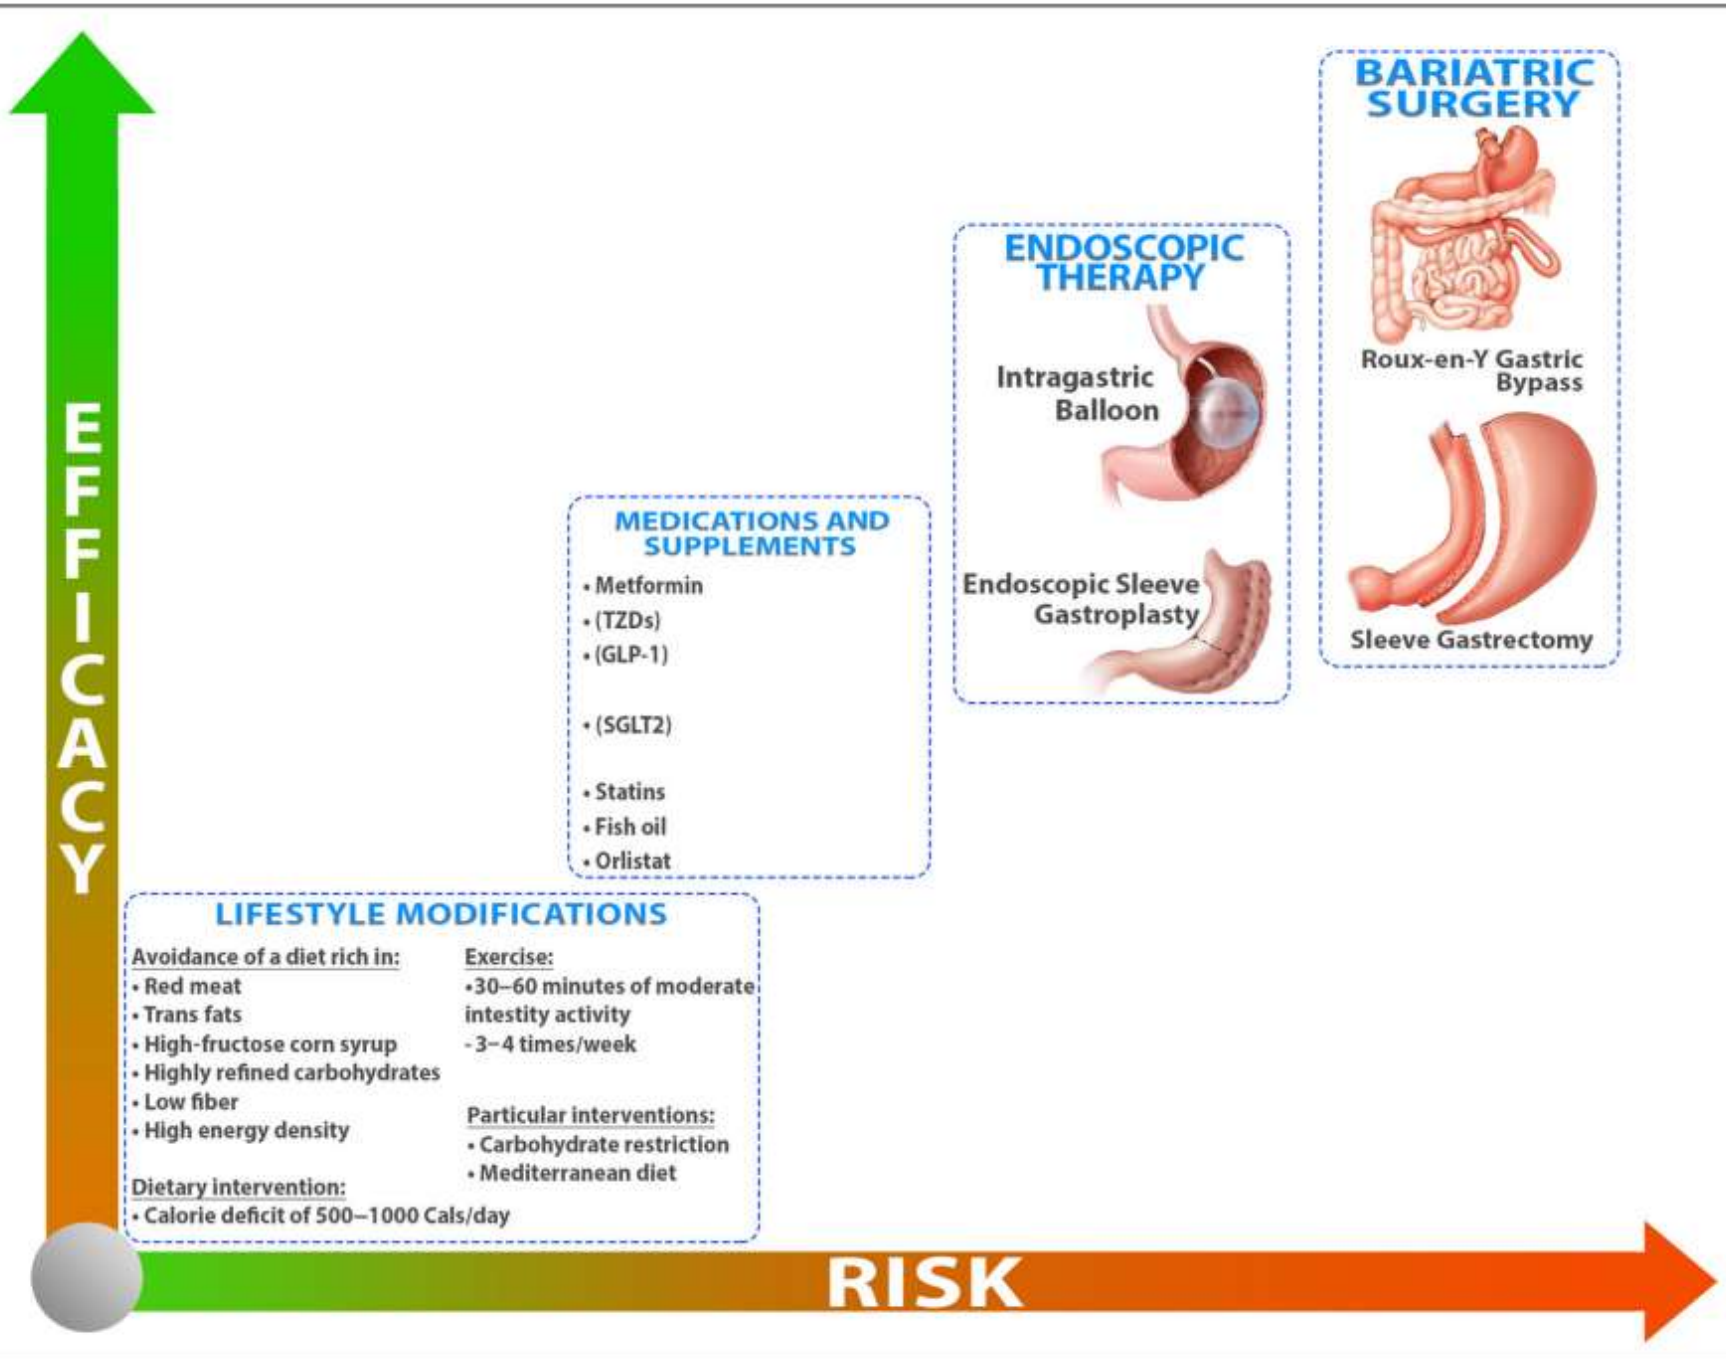 EFFICACY
BARIATRIC
SURGERY
Roux-en-Y Gastric
Bypass
Sleeve Gastrectomy
ENDOSCOPIC
THERAPY
Intragastric
Balloon
Endoscopic Sleeve
Gastroplasty
MEDICATIONS AND
SUPPLEMENTS
• Metformin
• (TZDs)
• (GLP-1)
• (SGLT2)
• Statins
• Fish oil
• Orlistat
LIFESTYLE MODIFICATIONS
Avoidance of a diet rich in:
• Red meat
• Trans fats
• High-fructose corn syrup
• Highly refined carbohydrates
• Low fiber
• High energy density
Dietary intervention:
• Calorie deficit of 500–1000 Cals/day
Exercise:
•30–60 minutes of moderate
intestity activity
- 3–4 times/week
Particular interventions:
• Carbohydrate restriction
• Mediterranean diet
RISK